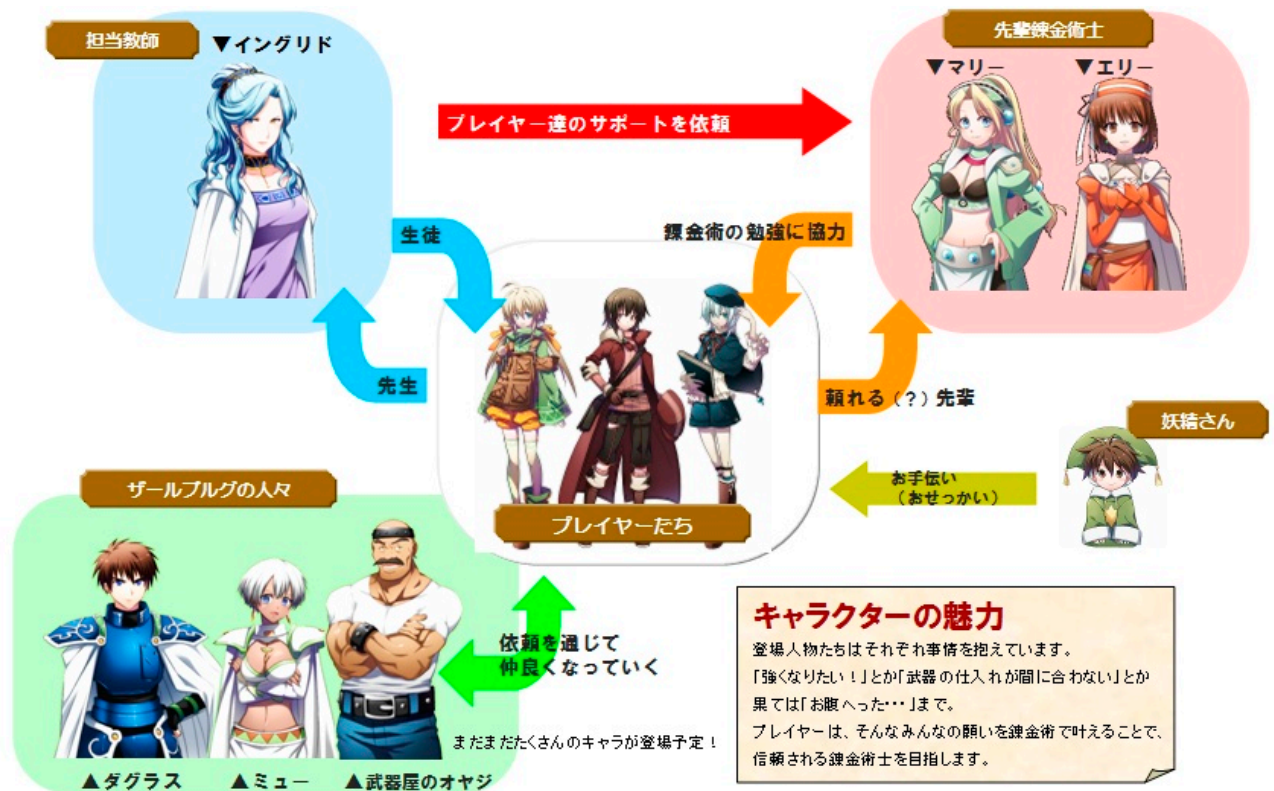 担当教師
▼イングリド
先輩錬金術士
▼マリー
▼エリー
プレイヤー達のサポートを依頼
生徒
錬金術の勉強に協力
先生
頼れる（？）先輩
妖精さん
お手伝い
（おせっかい）
プレイヤーたち
ザールブルグの人々
依頼を通じて
仲良くなっていく
まだまだたくさんのキャラが登場予定！
▲ダグラス
▲ミュー
▲武器屋のオヤジ
キャラクターの魅力
登場人物たちはそれぞれ事情を抱えています。
「強くなりたい！」とか「武器の仕入れが間に合わない」とか
果ては「お腹へった・・・」まで。
プレイヤーは、そんなみんなの願いを錬金術で叶えることで、
信頼される錬金術士を目指します。